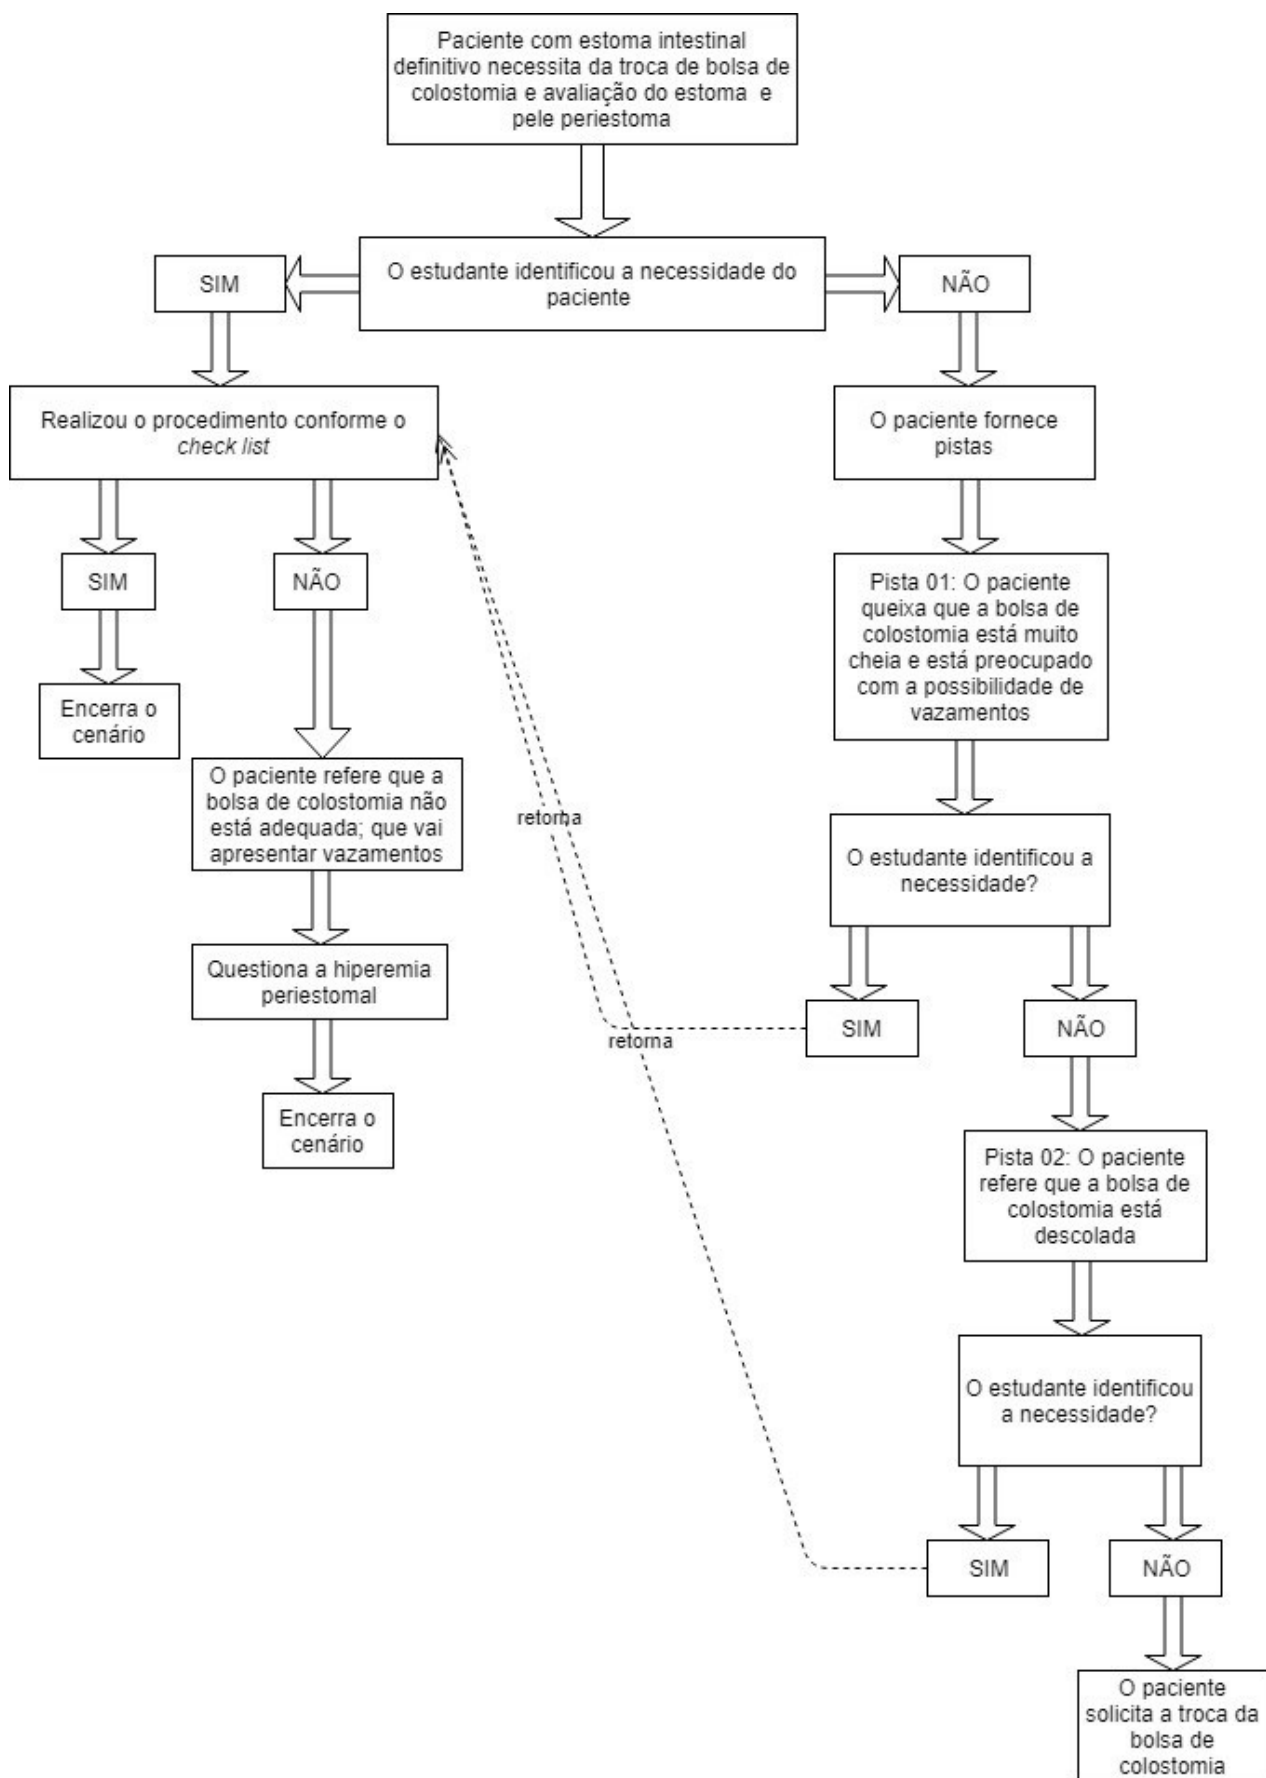 Paciente com estoma intestinal
definitivo necessita da troca de bolsa de
colostomia e avaliação do estoma e
pele periestoma
O estudante identificou a necessidade do
paciente
SIM
NÃO
Realizou o procedimento conforme o
check list
O paciente fornece
pistas
SIM
NÃO
Encerra o
cenário
O paciente refere que a
bolsa de colostomia não
está adequada; que vai
apresentar vazamentos
Questiona a hiperemia
periestomal
Encerra o
cenário
Pista 01: O paciente
queixa que a bolsa de
colostomia está muito
cheia e está preocupado
com a possibilidade de
vazamentos
retorna
O estudante identificou a
necessidade?
SIM
NÃO
retorna
Pista 02: O paciente
refere que a bolsa de
colostomia está
descolada
O estudante identificou
a necessidade?
SIM
NÃO
O paciente
solicita a troca da
bolsa de
colostomia